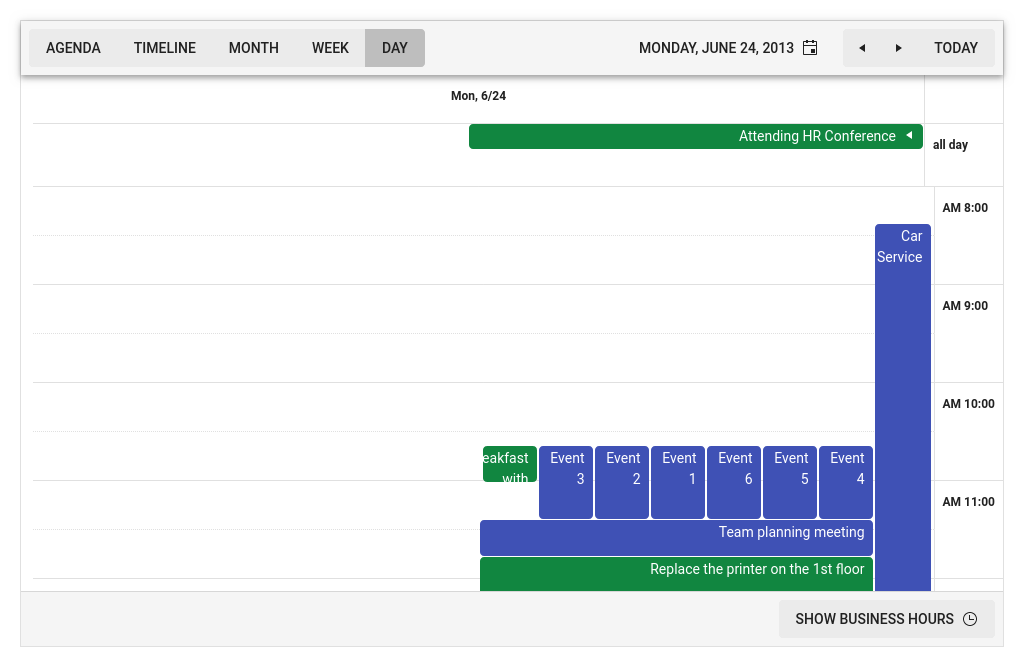 AGENDA TIMELINE MONTH WEEK DAY MONDAY, JUNE 24, 2013 TODAY
Mon, 6/24
Attending HR Conference
all day
AM 8:00
Car
Service
AM 9:00
AM 10:00
eakfast Event Event Event Event Event Event
with 3 2 1 6 5 4
AM 11:00
Team planning meeting
Replace the printer on the 1st floor
SHOW BUSINESS HOURS